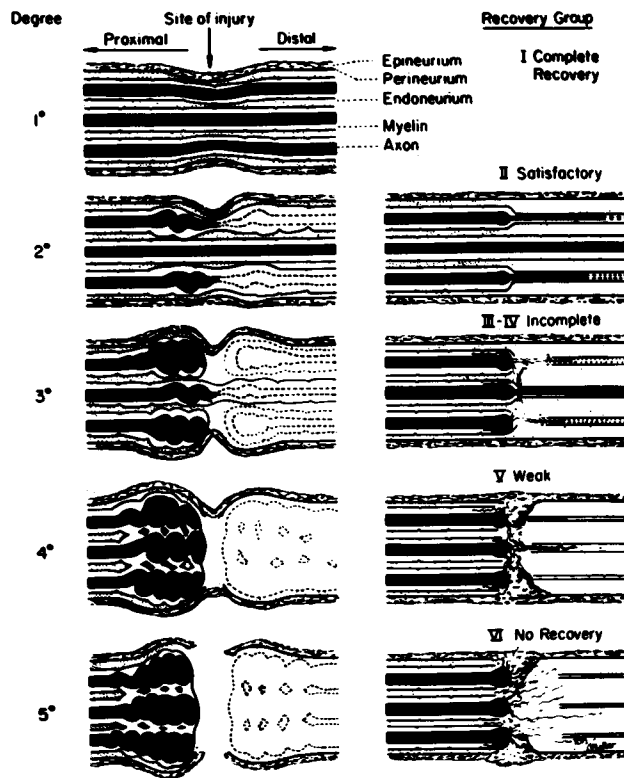 Degree
Site of injury
Proximal
Distal
Recovery Group
I Complete
Recovery
Epineurium
Perineurium
Endoneurium
Myelin
Axon
1°
II Satisfactory
2°
III-IV Incomplete
3°
V Weak
4°
VI No Recovery
5°